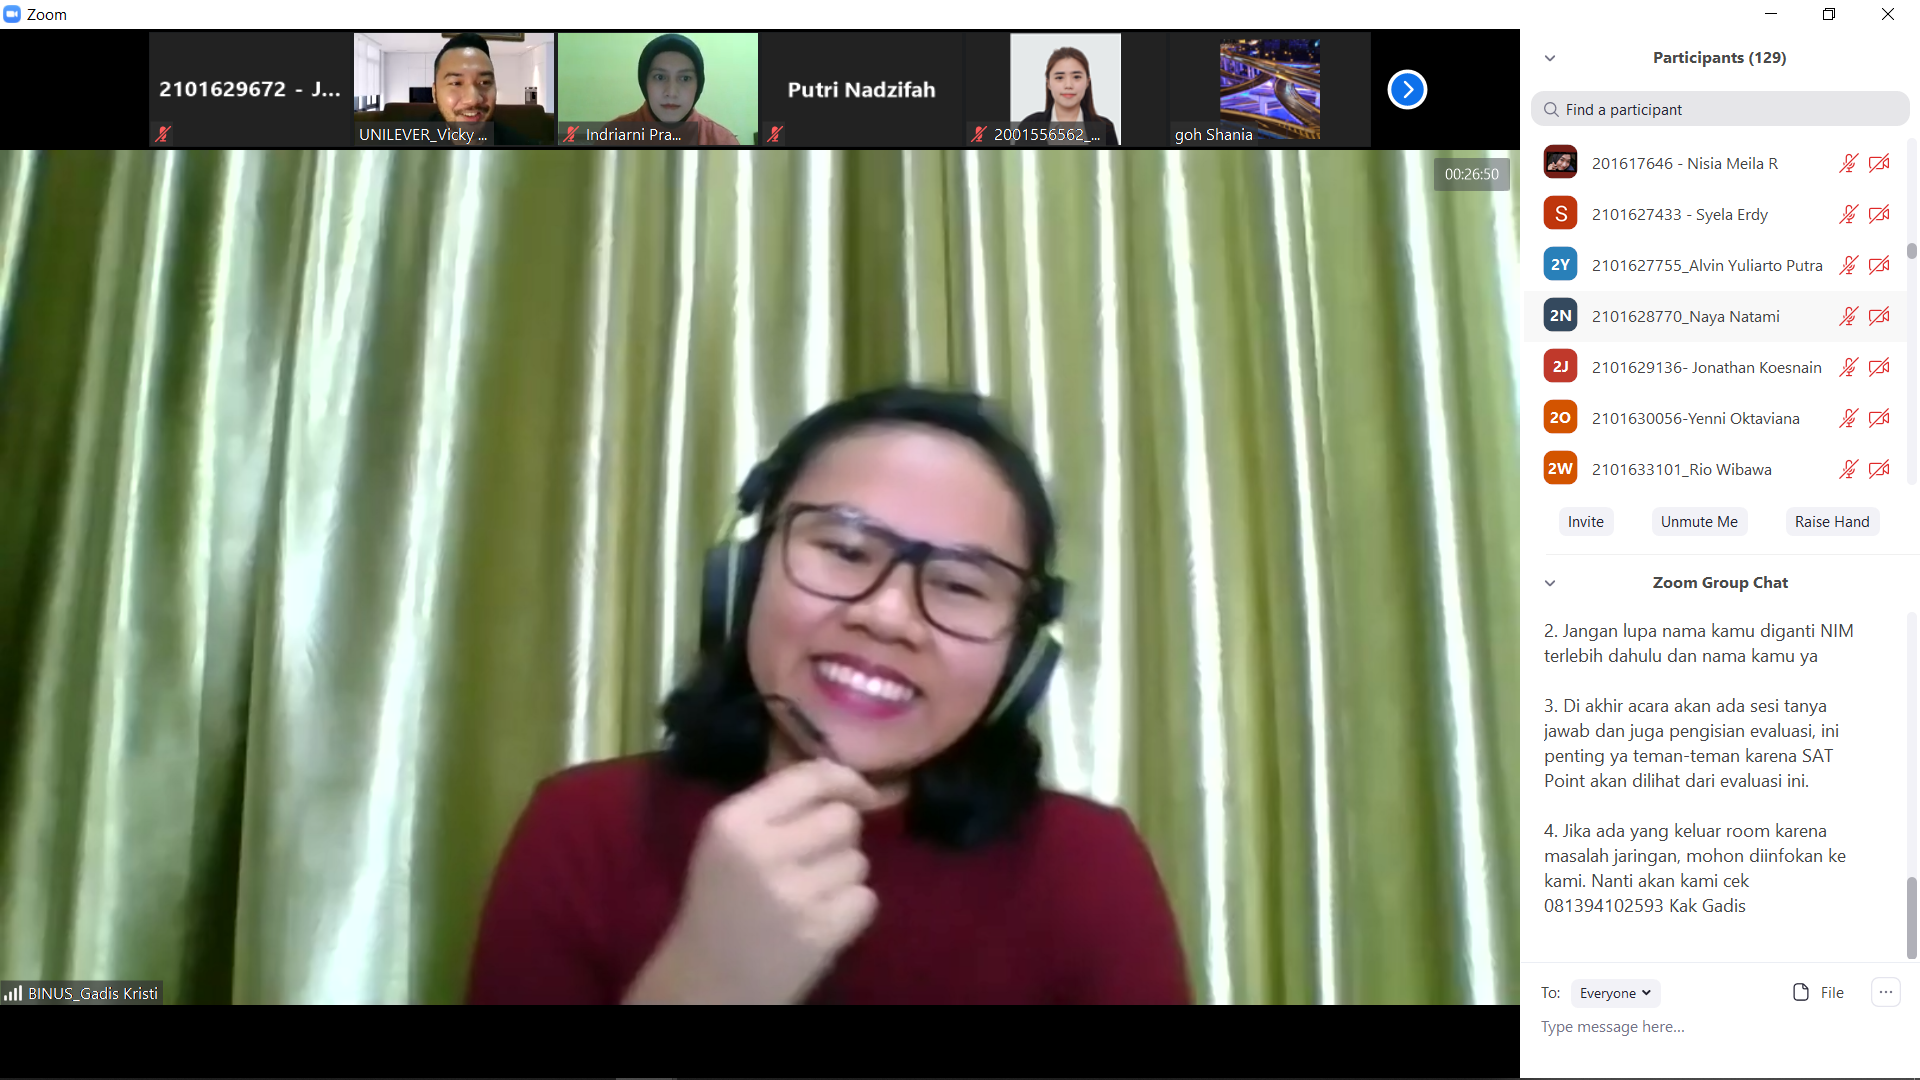 Zoom
2101629672 - J...
UNILEVER_Vicky ...
Indriarni Pra...
Putri Nadzifah
2001556562_...
goh Shania
00:26:50
BINUS_Gadis Kristi
Participants (129)
Find a participant
201617646 - Nisia Meila R
S
2101627433 - Syela Erdy
2Y
2101627755_Alvin Yuliarto Putra
2N
2101628770_Naya Natami
2J
2101629136- Jonathan Koesnain
2O
2101630056-Yenni Oktaviana
2W
2101633101_Rio Wibawa
Invite
Unmute Me
Raise Hand
Zoom Group Chat
2. Jangan lupa nama kamu diganti NIM
terlebih dahulu dan nama kamu ya
3. Di akhir acara akan ada sesi tanya
jawab dan juga pengisian evaluasi, ini
penting ya teman-teman karena SAT
Point akan dilihat dari evaluasi ini.
4. Jika ada yang keluar room karena
masalah jaringan, mohon diinfokan ke
kami. Nanti akan kami cek
081394102593 Kak Gadis
To:
Everyone
File
...
Type message here...